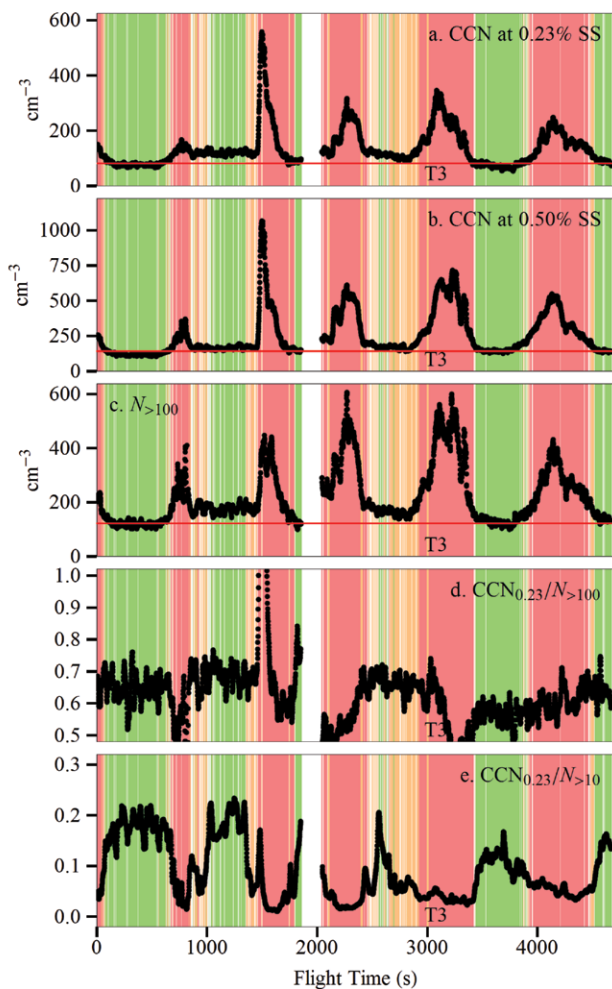 a. CCN at 0.23% SS
600
400
200
0
cm⁻³
T3
b. CCN at 0.50% SS
1000
750
500
250
0
cm⁻³
T3
c. N>100
600
400
200
0
cm⁻³
T3
d. CCN0.23/N>100
1.0
0.9
0.8
0.7
0.6
0.5
T3
e. CCN0.23/N>10
0.3
0.2
0.1
0.0
T3
0 1000 2000 3000 4000
Flight Time (s)